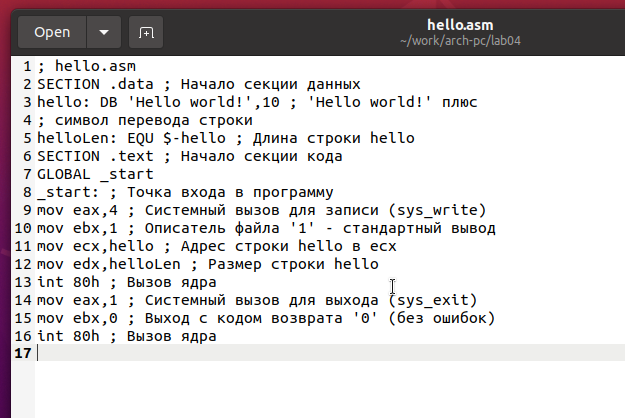 Open
hello.asm
~/work/arch-pc/lab04
1 ; hello.asm
2 SECTION .data ; Начало секции данных
3 hello: DB 'Hello world!',10 ; 'Hello world!' плюс
4 ; символ перевода строки
5 helloLen: EQU $-hello ; Длина строки hello
6 SECTION .text ; Начало секции кода
7 GLOBAL _start
8 _start: ; Точка входа в программу
9 mov eax,4 ; Системный вызов для записи (sys_write)
10 mov ebx,1 ; Описатель файла '1' - стандартный вывод
11 mov ecx,hello ; Адрес строки hello в ecx
12 mov edx,helloLen ; Размер строки hello
13 int 80h ; Вызов ядра
14 mov eax,1 ; Системный вызов для выхода (sys_exit)
15 mov ebx,0 ; Выход с кодом возврата '0' (без ошибок)
16 int 80h ; Вызов ядра
17